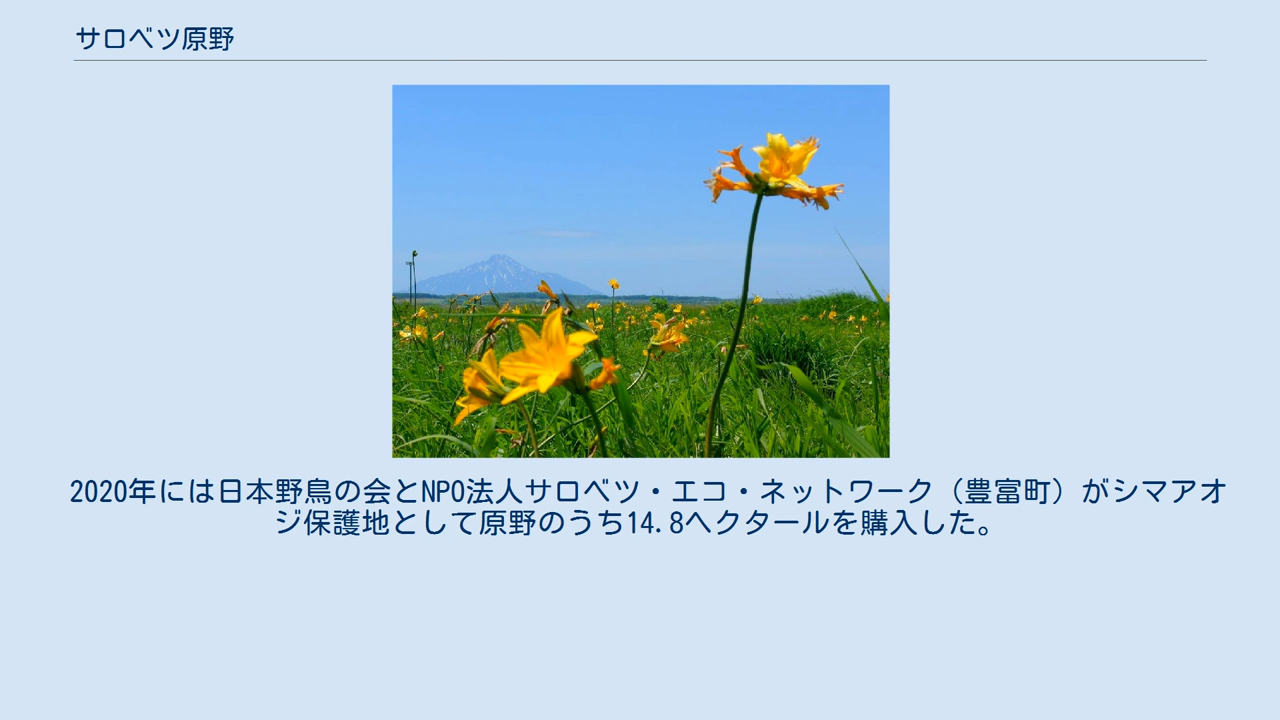 サロベツ原野
2020年には日本野鳥の会とNPO法人サロベツ・エコ・ネットワーク（豊富町）がシマアオ
ジ保護地として原野のうち14.8ヘクタールを購入した。